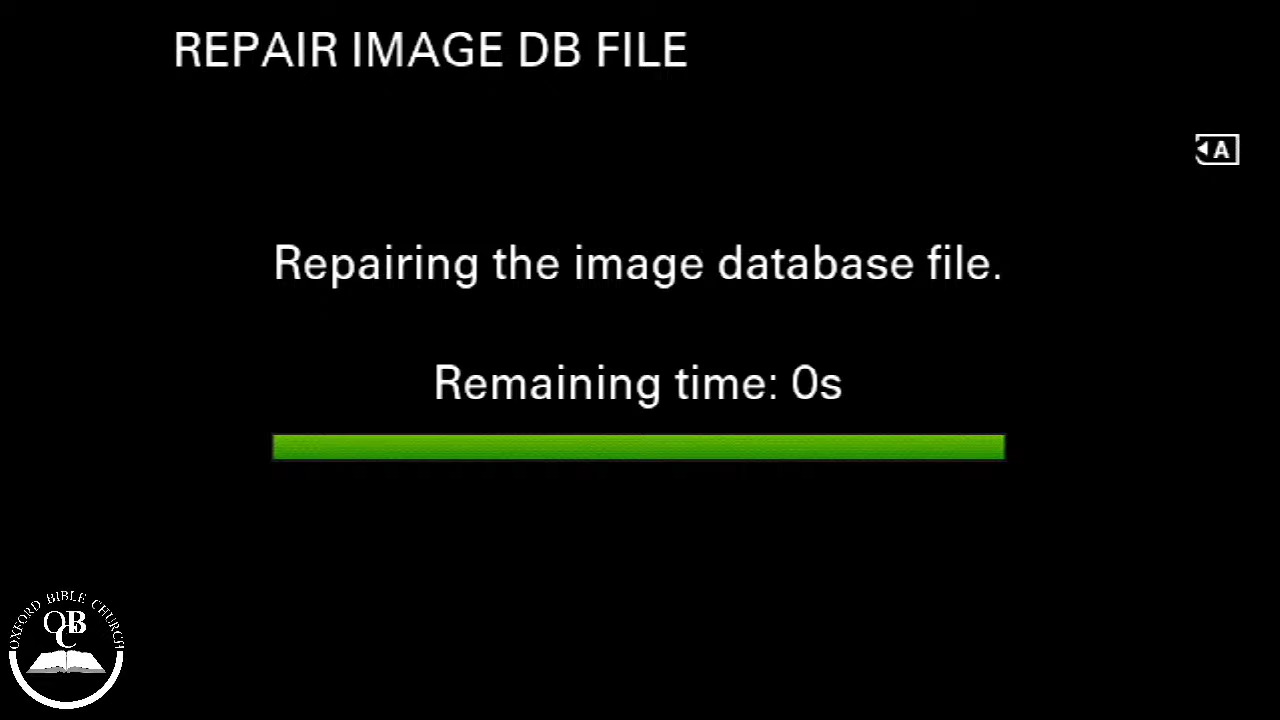 REPAIR IMAGE DB FILE
A
Repairing the image database file.
Remaining time: 0s
OXFORD BIBLE CHURCH
OBC